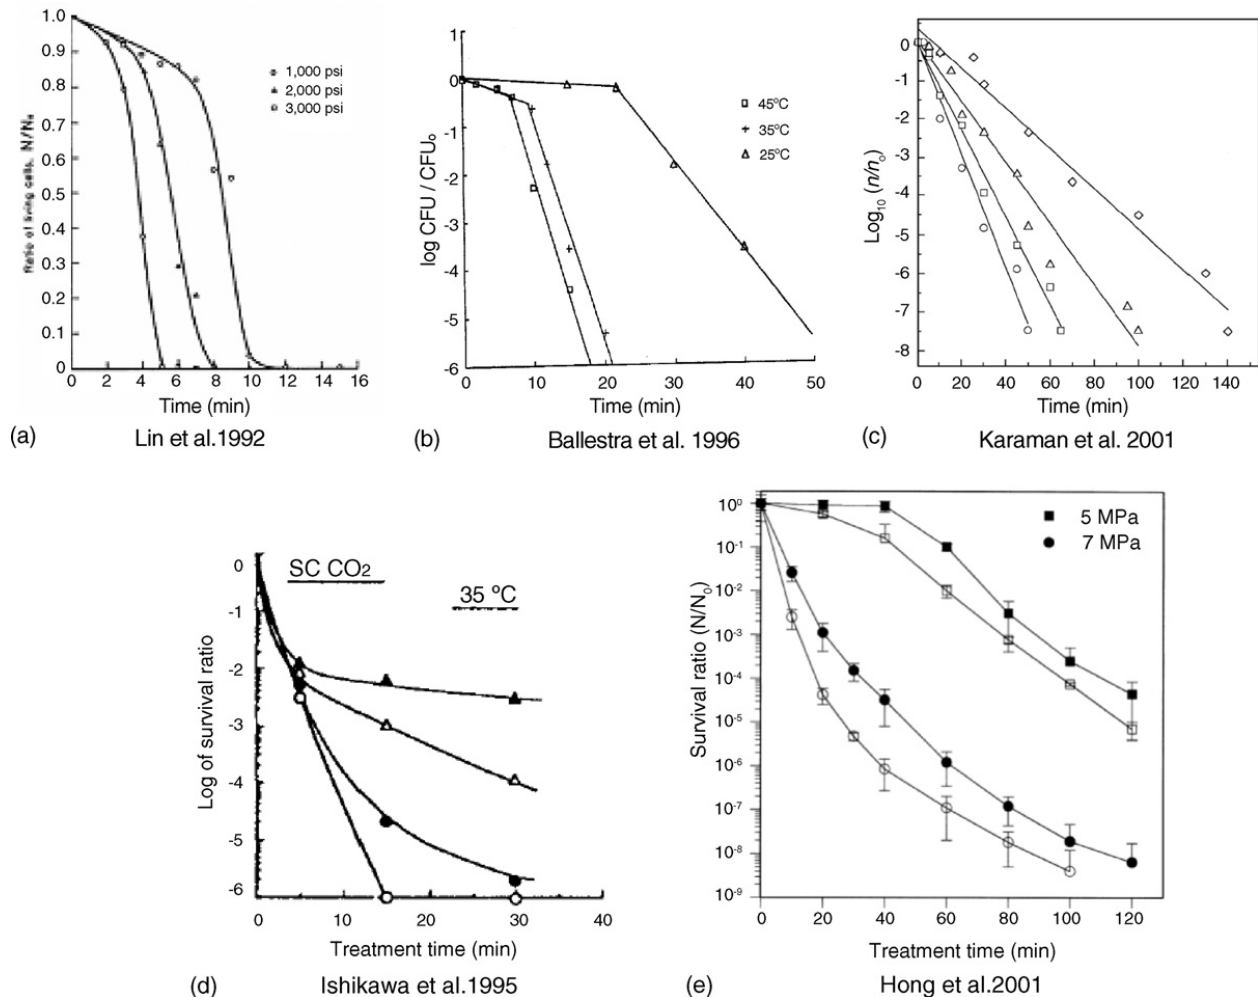 1.0
0.9
0.8
0.7
0.6
0.5
0.4
0.3
0.2
0.1
0
Ratio of living cells, N/N₀
1,000 psi
2,000 psi
3,000 psi
0 2 4 6 8 10 12 14 16
Time (min)
(a) Lin et al.1992
1
0
-1
-2
-3
-4
-5
-6
log CFU / CFUo
45ºC
35ºC
25ºC
0 10 20 30 40 50
Time (min)
(b) Ballestra et al. 1996
0
-1
-2
-3
-4
-5
-6
-7
-8
Log₁₀ (n/n₀)
0 20 40 60 80 100 120 140
Time (min)
(c) Karaman et al. 2001
0
-1
-2
-3
-4
-5
-6
Log of survival ratio
SC CO₂
35 ºC
0 10 20 30 40
Treatment time (min)
(d) Ishikawa et al.1995
10⁰
10⁻¹
10⁻²
10⁻³
10⁻⁴
10⁻⁵
10⁻⁶
10⁻⁷
10⁻⁸
10⁻⁹
Survival ratio (N/N₀)
5 MPa
7 MPa
0 20 40 60 80 100 120
Treatment time (min)
(e) Hong et al.2001